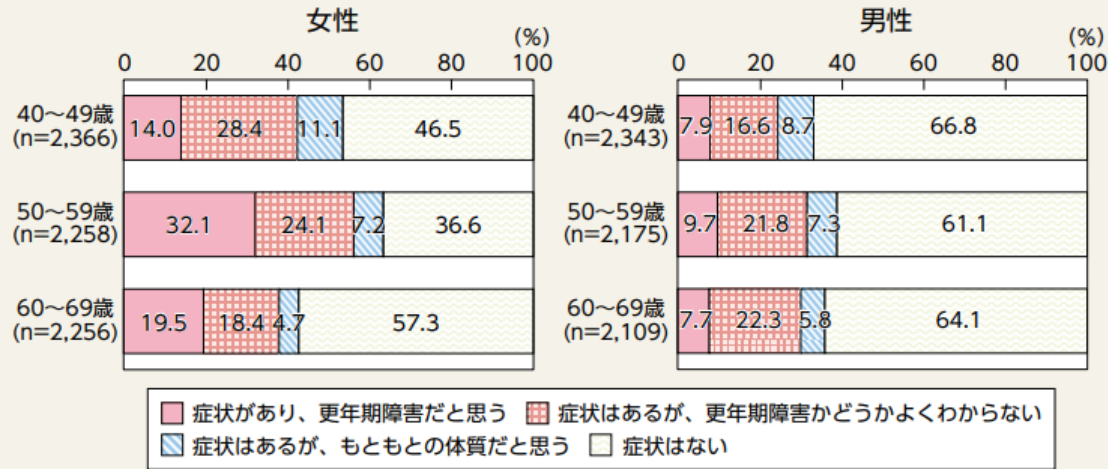 女性
(%)
0 20 40 60 80 100
40～49歳
(n=2,366)
14.0 28.4 11.1 46.5
50～59歳
(n=2,258)
32.1 24.1 7.2 36.6
60～69歳
(n=2,256)
19.5 18.4 4.7 57.3
男性
(%)
0 20 40 60 80 100
40～49歳
(n=2,343)
7.9 16.6 8.7 66.8
50～59歳
(n=2,175)
9.7 21.8 7.3 61.1
60～69歳
(n=2,109)
7.7 22.3 5.8 64.1
症状があり、更年期障害だと思う 症状はあるが、更年期障害かどうかよくわからない
症状はあるが、もともとの体質だと思う 症状はない